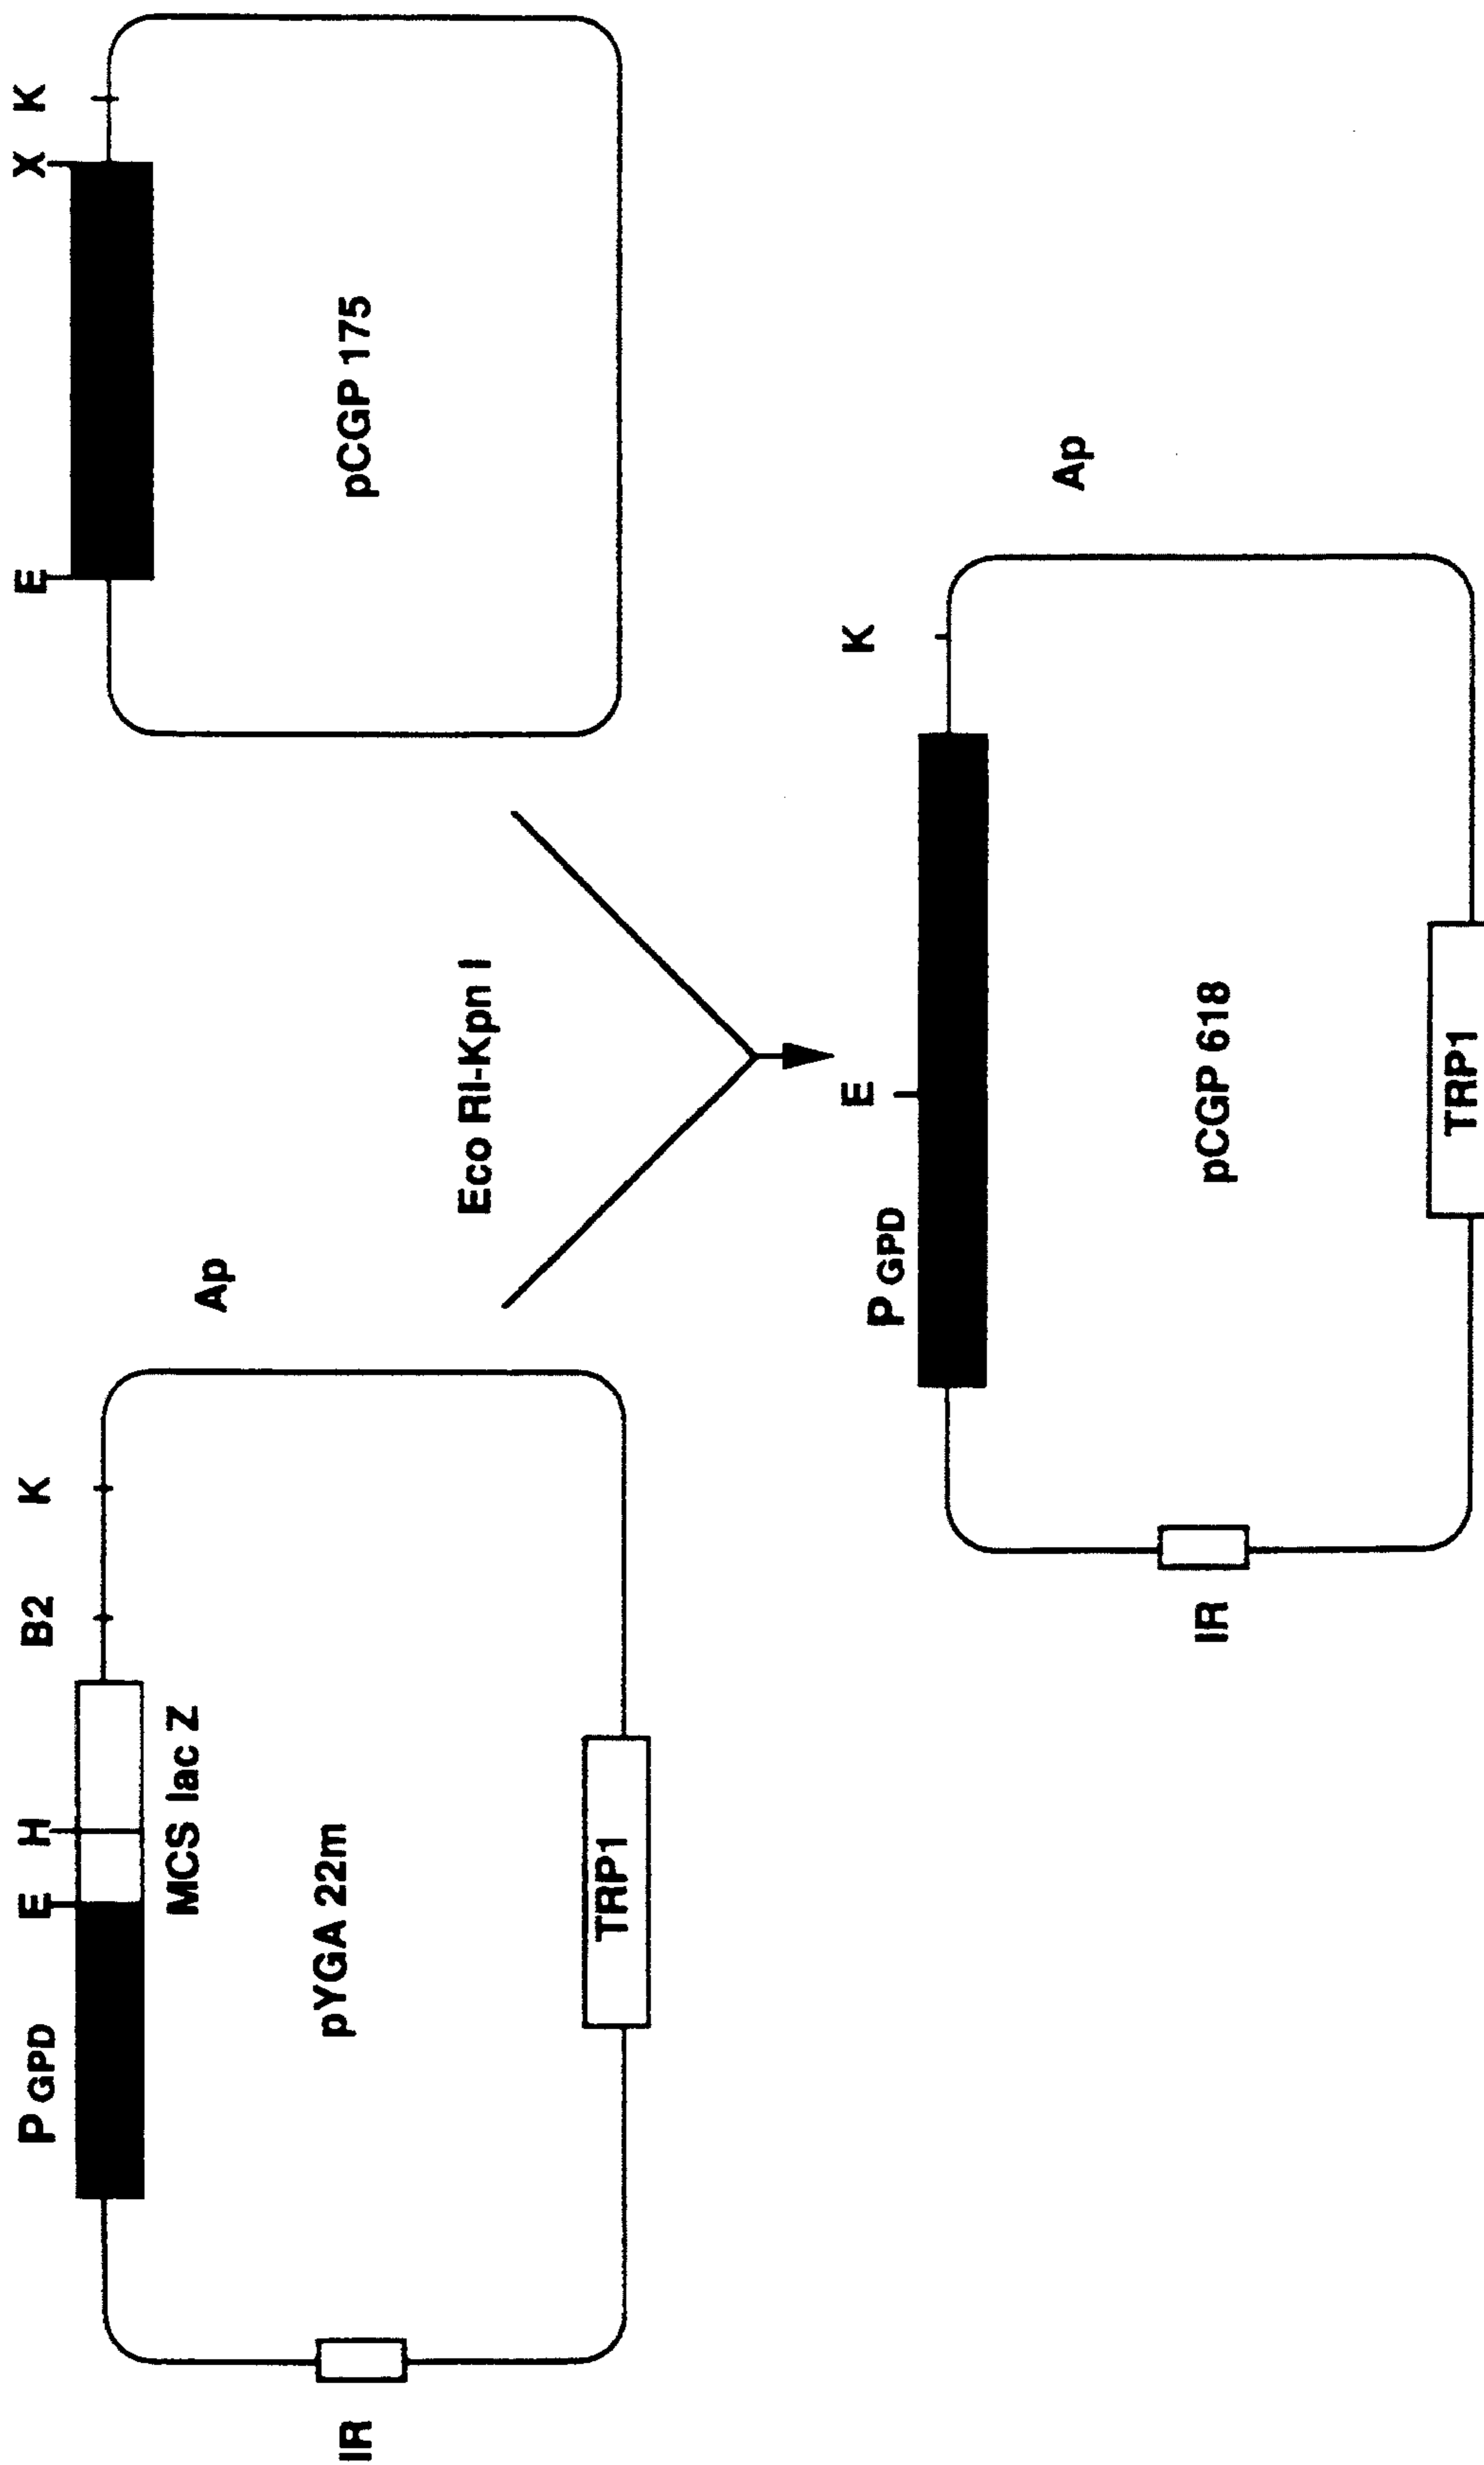 P GPD
E
H
B2
K
MCS lac Z
Ap
pYGA 22m
TRP1
IR
E
X
K
pCGP 175
Eco RI-Kpn I
P GPD
E
K
Ap
pCGP 618
TRP1
IR